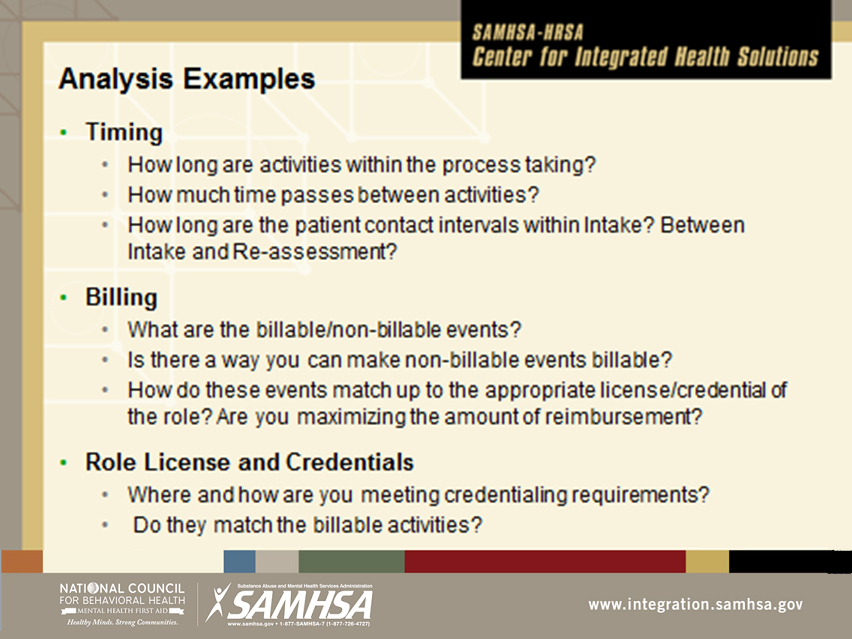 SAMHSA-HRSA
Center for Integrated Health Solutions
Analysis Examples
• Timing
• How long are activities within the process taking?
• How much time passes between activities?
• How long are the patient contact intervals within Intake? Between
Intake and Re-assessment?
• Billing
• What are the billable/non-billable events?
• Is there a way you can make non-billable events billable?
• How do these events match up to the appropriate license/credential of
the role? Are you maximizing the amount of reimbursement?
• Role License and Credentials
• Where and how are you meeting credentialing requirements?
• Do they match the billable activities?
NATIONAL COUNCIL
FOR BEHAVIORAL HEALTH
MENTAL HEALTH FIRST AID
Healthy Minds. Strong Communities.
Substance Abuse and Mental Health Services Administration
SAMHSA
www.samhsa.gov • 1-877-SAMHSA-7 (1-877-726-4727)
www.integration.samhsa.gov